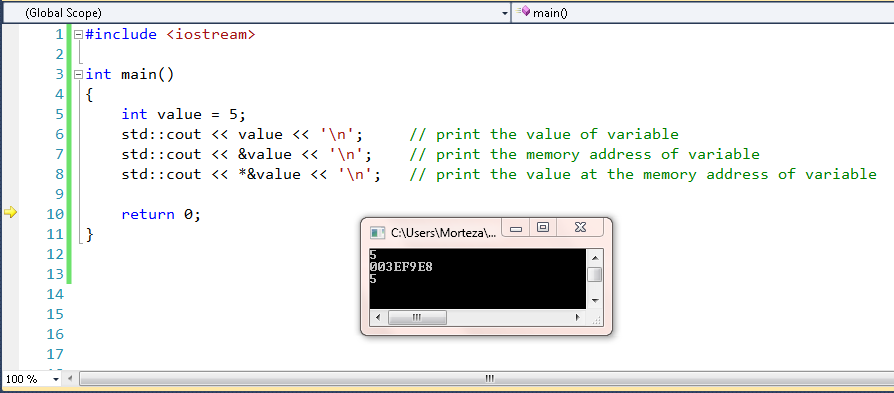 (Global Scope) main()
1 #include <iostream>
2
3 int main()
4 {
5 int value = 5;
6 std::cout << value << '\n'; // print the value of variable
7 std::cout << &value << '\n'; // print the memory address of variable
8 std::cout << *&value << '\n'; // print the value at the memory address of variable
9
10 return 0;
11 }
12
13
14
15
16
17
C:\Users\Morteza\...
5
003EF9E8
5
100 %